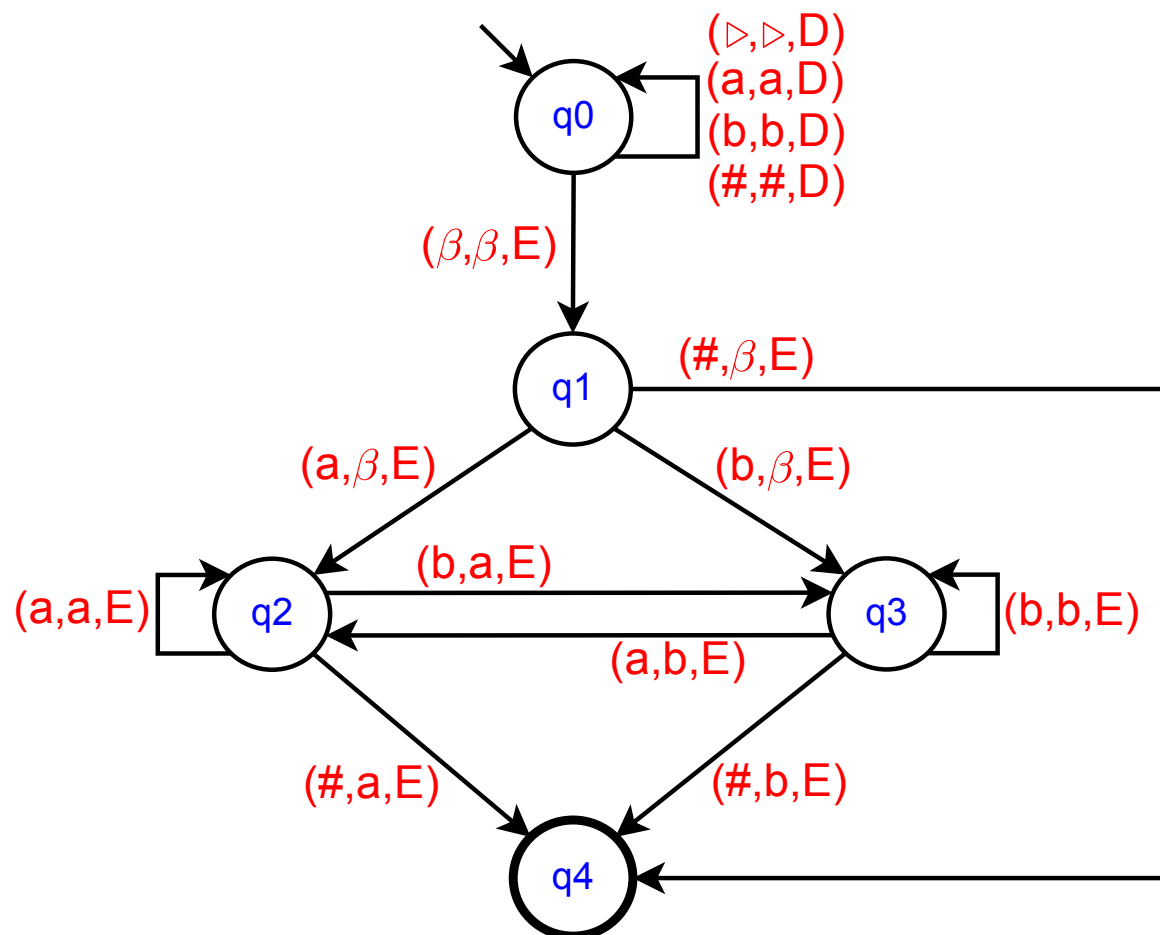 (▷,▷,D)
(a,a,D)
(b,b,D)
(#,#,D)
q0
(β,β,E)
(#,β,E)
q1
(a,β,E)
(b,β,E)
(b,a,E)
(a,a,E)
q2
q3
(b,b,E)
(a,b,E)
(#,a,E)
(#,b,E)
q4